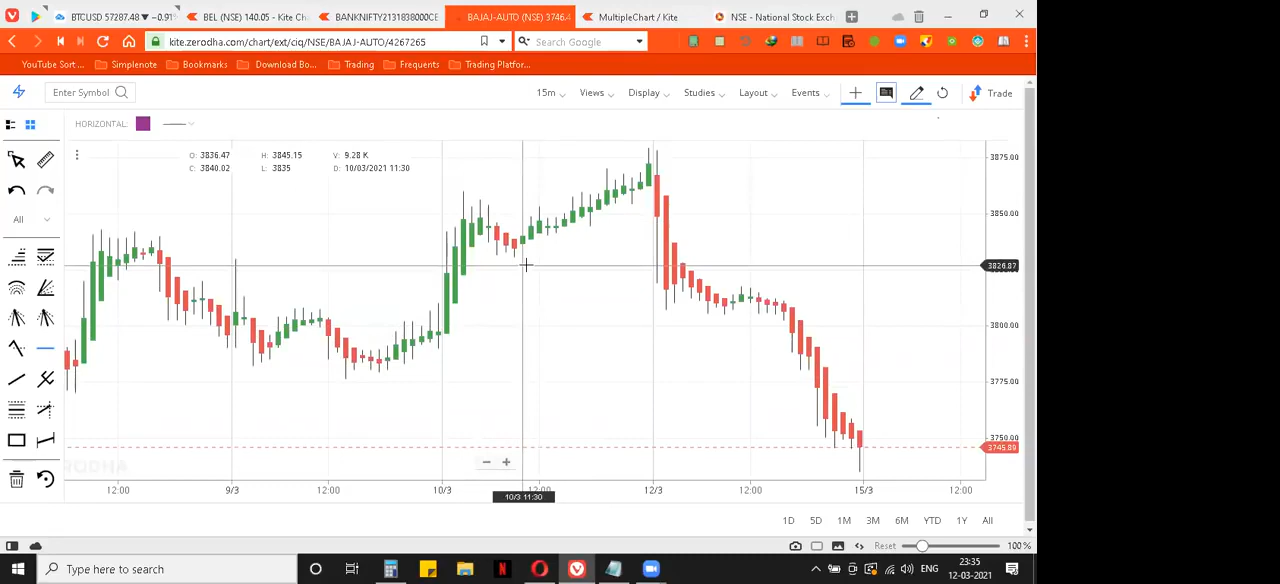 BTCUSD 57287.48 ▼ −0.91%
BEL (NSE) 140.05 - Kite Ch
BANKNIFTY2131838000CE
BAJAJ-AUTO (NSE) 3746.4
MultipleChart / Kite
NSE - National Stock Exch
kite.zerodha.com/chart/ext/ciq/NSE/BAJAJ-AUTO/4267265
Search Google
YouTube Sort ...
Simplenote
Bookmarks
Download Bo...
Trading
Frequents
Trading Platfor...
Enter Symbol
15m
Views
Display
Studies
Layout
Events
Trade
HORIZONTAL:
O: 3836.47 H: 3845.15 V: 9.28 K
C: 3840.02 L: 3835 D: 10/03/2021 11:30
All
3875.00
3850.00
3826.87
3800.00
3775.00
3750.00
3745.89
12:00 9/3 12:00 10/3 12:00 12/3 12:00 15/3 12:00
10/3 11:30
1D 5D 1M 3M 6M YTD 1Y All
Reset 100 %
Type here to search
ENG
23:35
12-03-2021